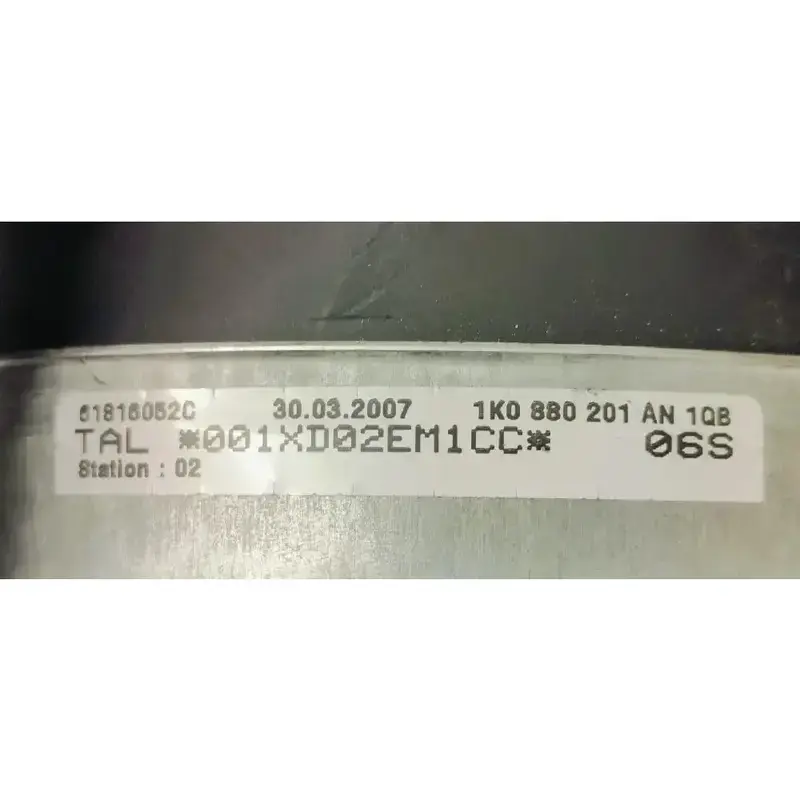 61816052C 30.03.2007 1K0 880 201 AN 1QB
TAL *001XD02EM1CC* 06S
Station : 02